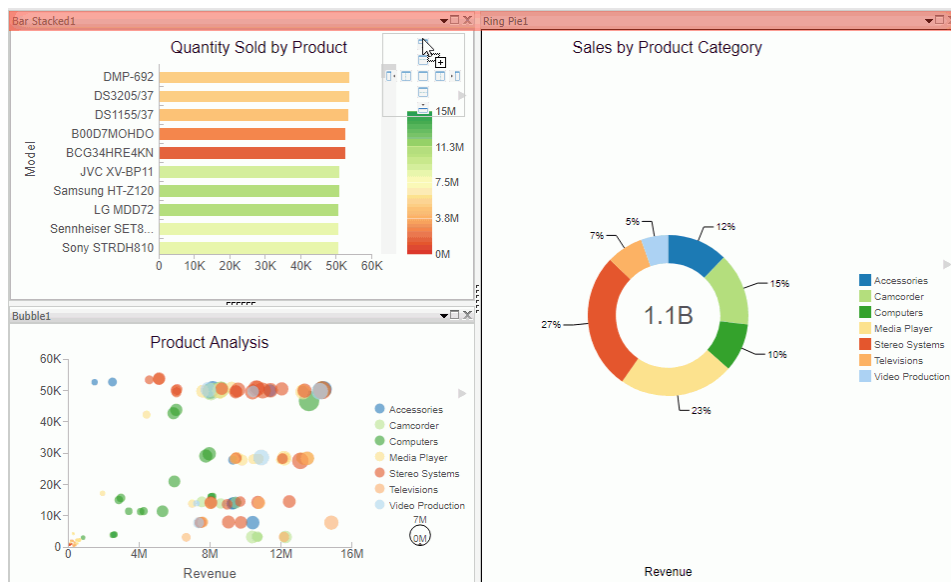 Bar Stacked1
Quantity Sold by Product
Model
DMP-692
DS3205/37
DS1155/37
B00D7MOHDO
BCG34HRE4KN
JVC XV-BP11
Samsung HT-Z120
LG MDD72
Sennheiser SET8...
Sony STRDH810
0 10K 20K 30K 40K 50K 60K
15M
11.3M
7.5M
3.8M
0M
Bubble1
Product Analysis
60K
50K
40K
30K
20K
10K
0
0 4M 8M 12M 16M
Revenue
Accessories
Camcorder
Computers
Media Player
Stereo Systems
Televisions
Video Production
7M
0M
Ring Pie1
Sales by Product Category
5%
12%
7%
15%
27%
1.1B
10%
23%
Accessories
Camcorder
Computers
Media Player
Stereo Systems
Televisions
Video Production
Revenue